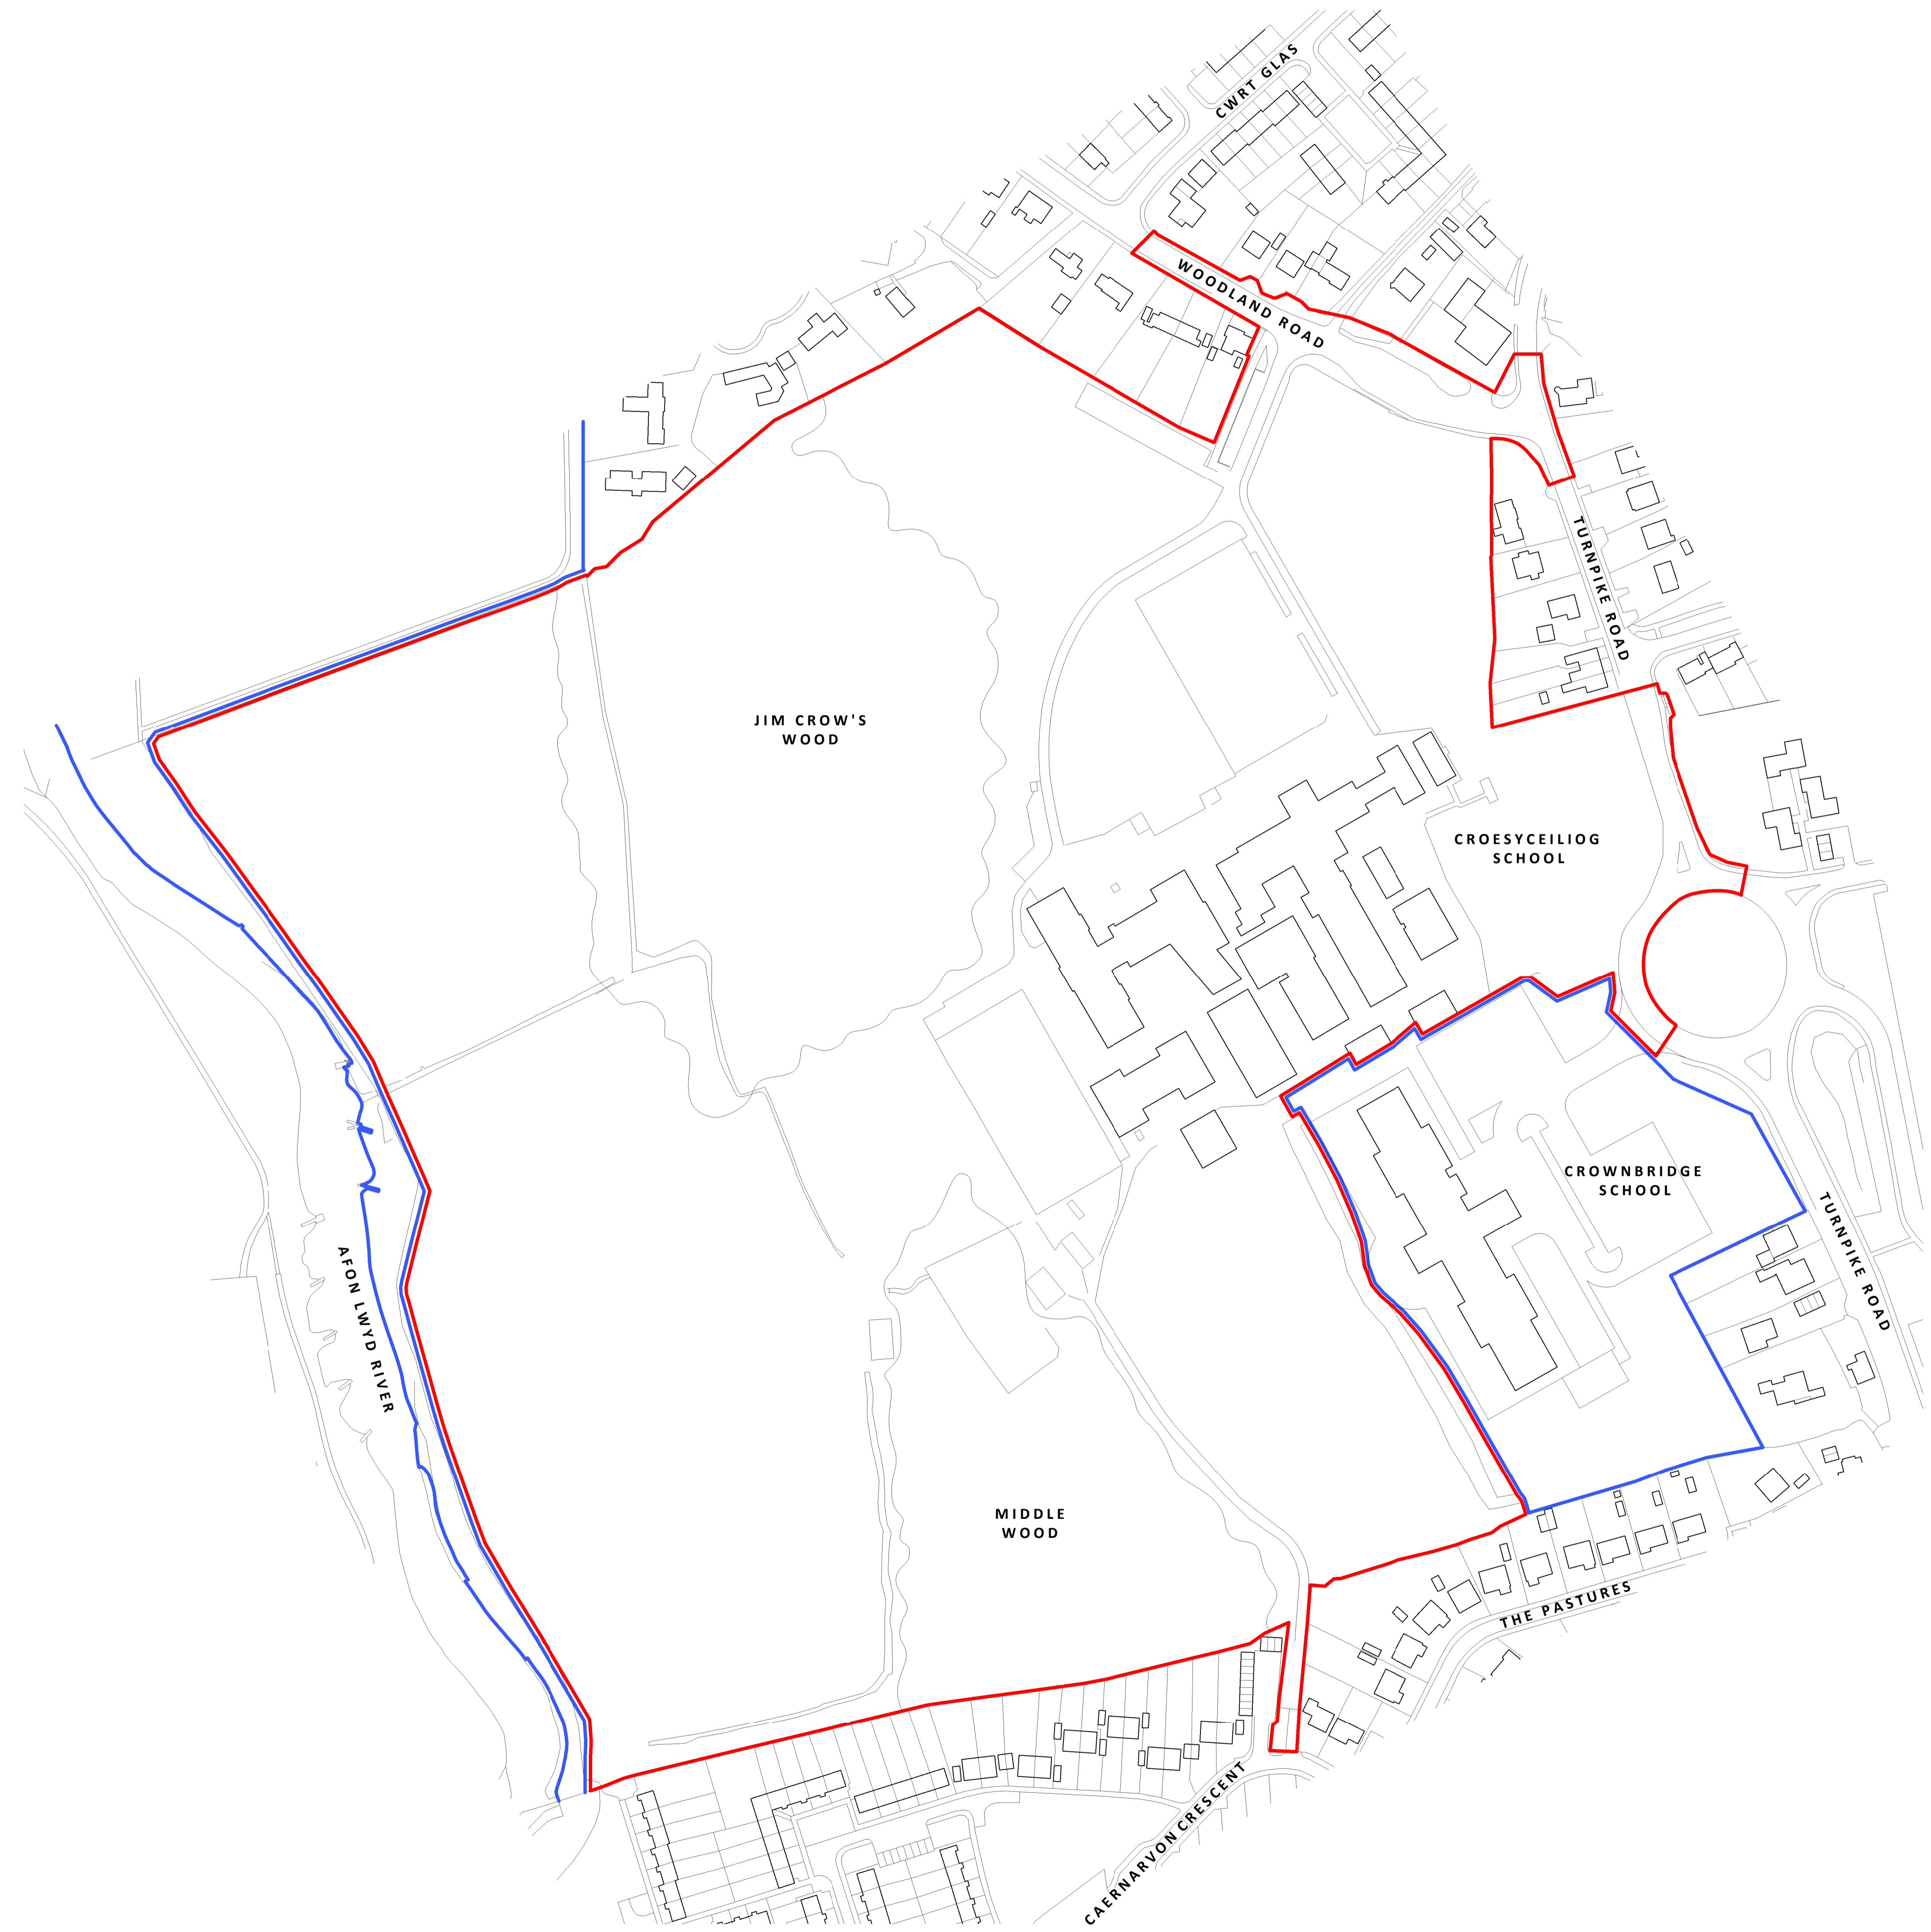 CWRT GLAS
WOODLAND ROAD
TURNPIKE ROAD
JIM CROW'S
WOOD
CROESYCEILIOG
SCHOOL
CROWNBRIDGE
SCHOOL
TURNPIKE ROAD
AFON LWYD RIVER
MIDDLE
WOOD
THE PASTURES
CAERNARVON CRESCENT